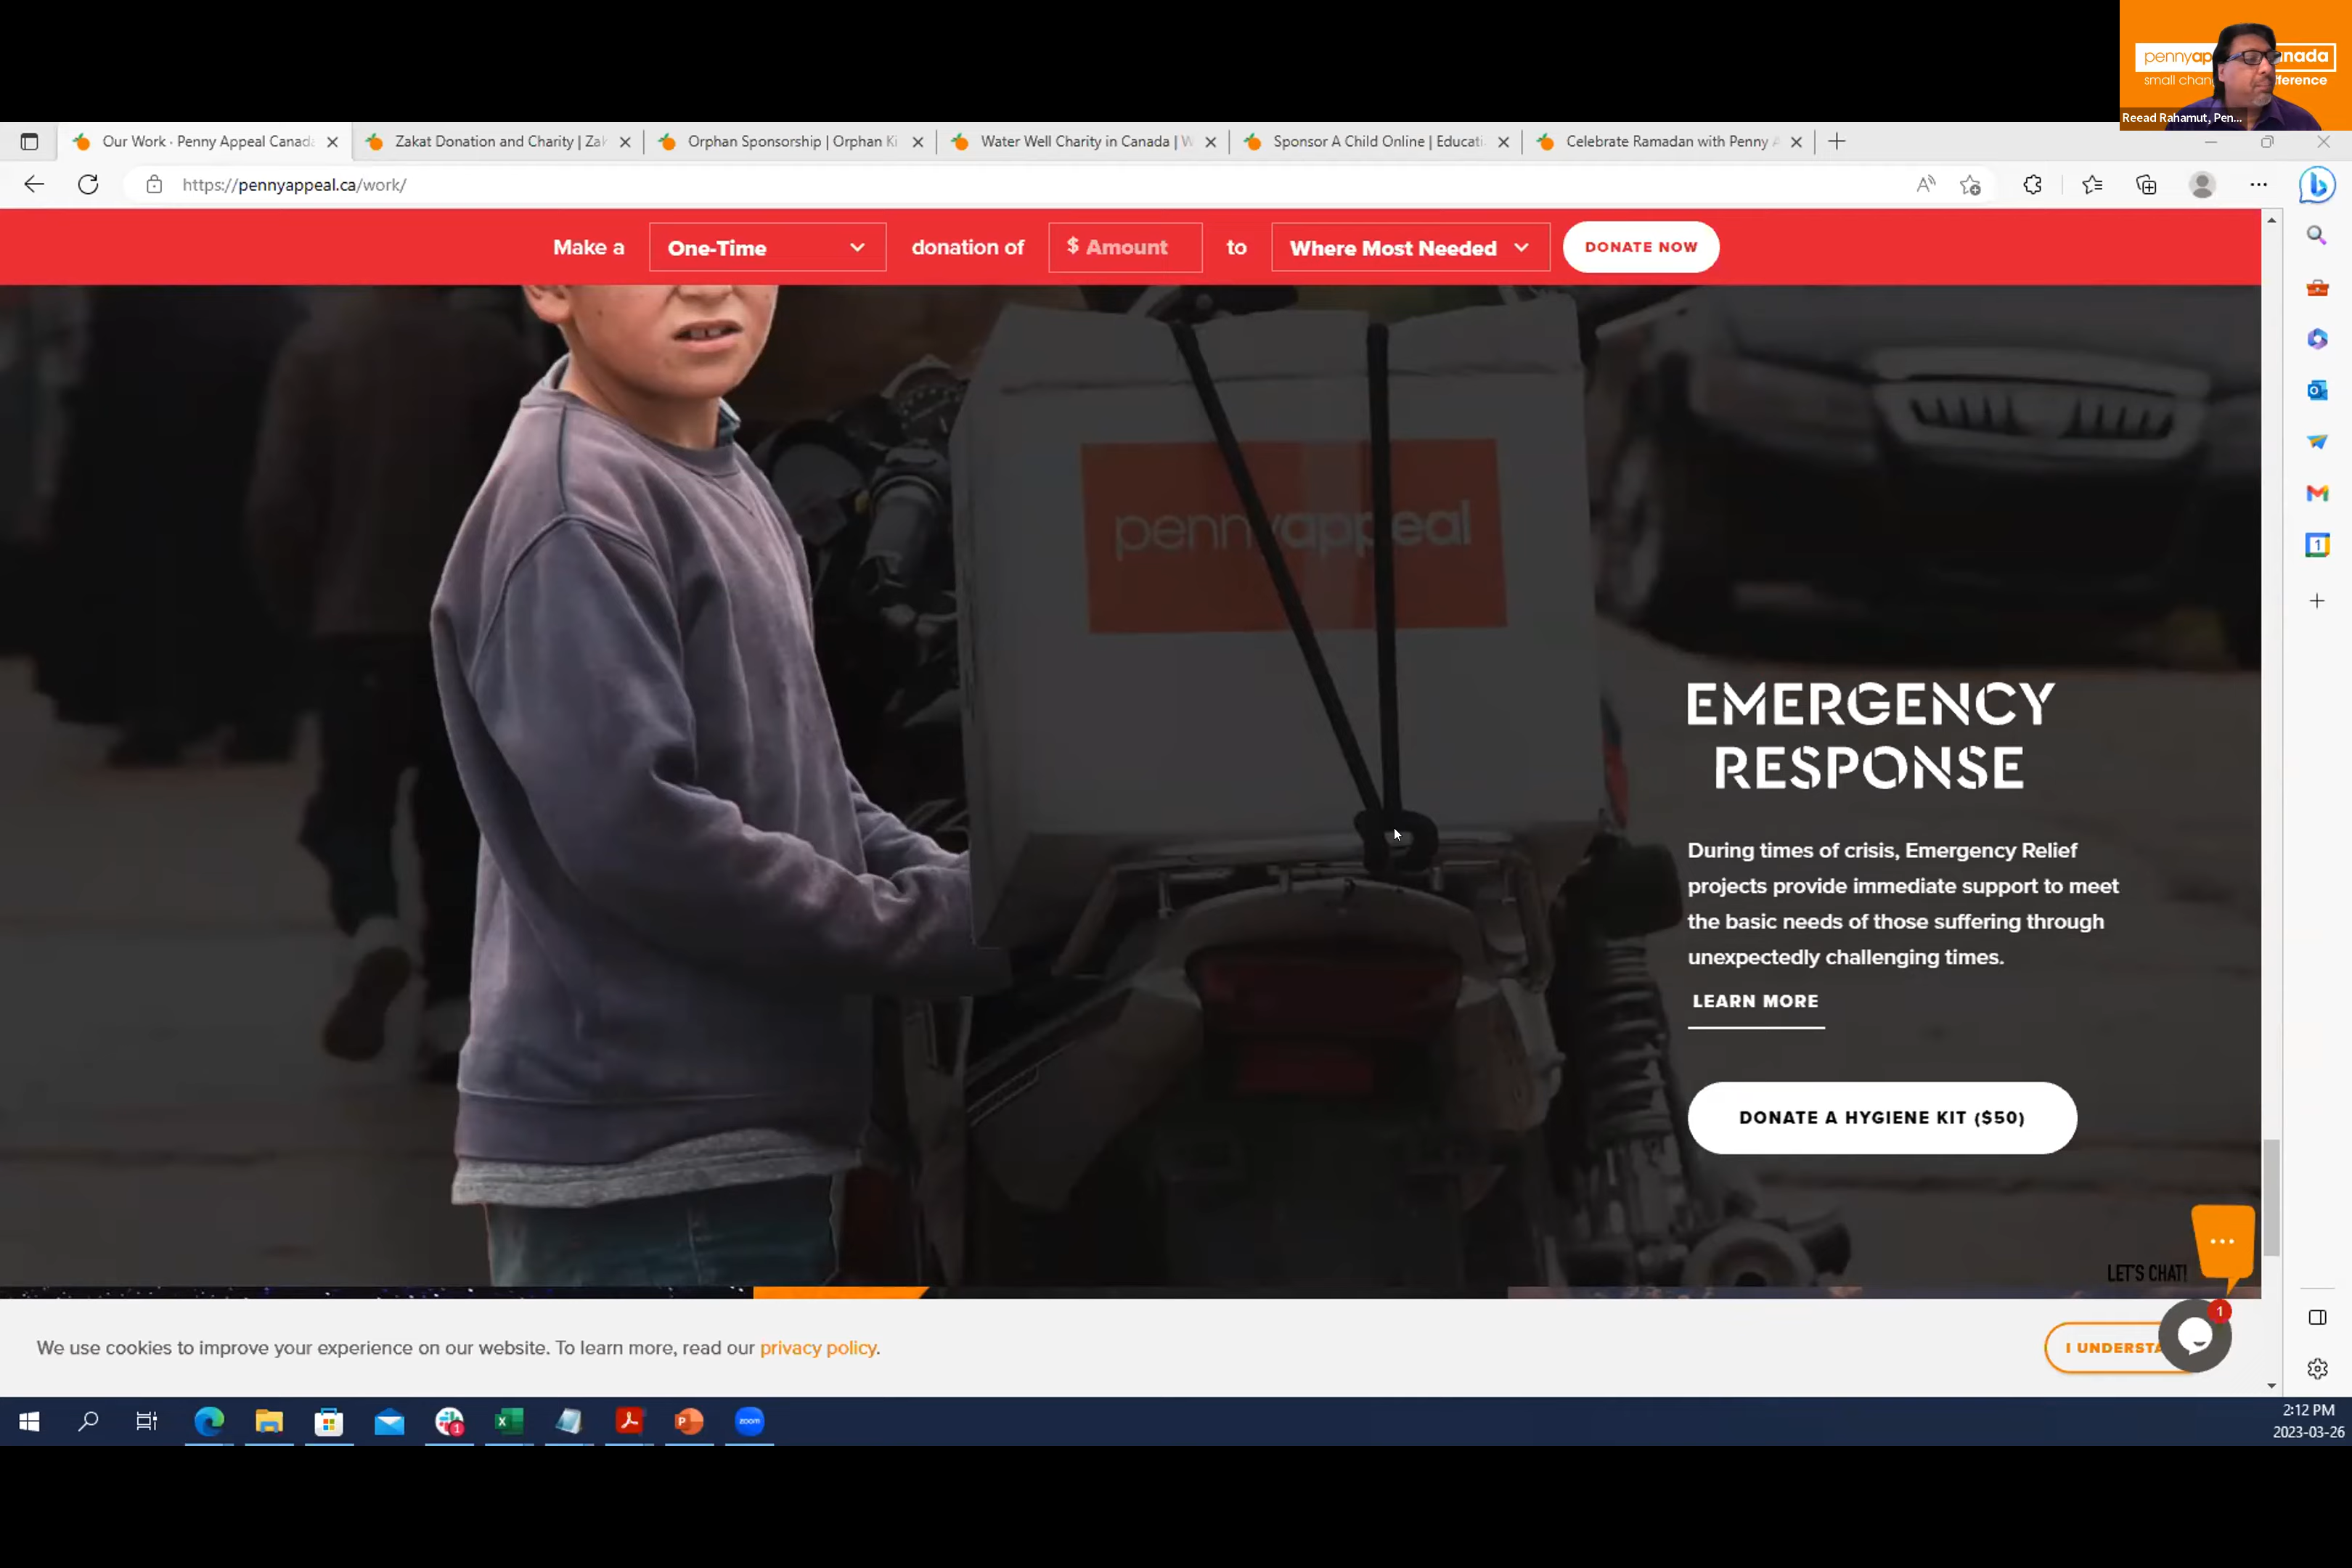 pennyap nada
small chan ference
Reead Rahamut, Pen...
Our Work · Penny Appeal Canada
Zakat Donation and Charity | Zak
Orphan Sponsorship | Orphan Ki
Water Well Charity in Canada | W
Sponsor A Child Online | Educati
Celebrate Ramadan with Penny A
https://pennyappeal.ca/work/
Make a One-Time donation of $ Amount to Where Most Needed DONATE NOW
pennyappeal
EMERGENCY
RESPONSE
During times of crisis, Emergency Relief
projects provide immediate support to meet
the basic needs of those suffering through
unexpectedly challenging times.
LEARN MORE
DONATE A HYGIENE KIT ($50)
LET'S CHAT!
1
We use cookies to improve your experience on our website. To learn more, read our privacy policy.
I UNDERSTA
zoom
2:12 PM
2023-03-26